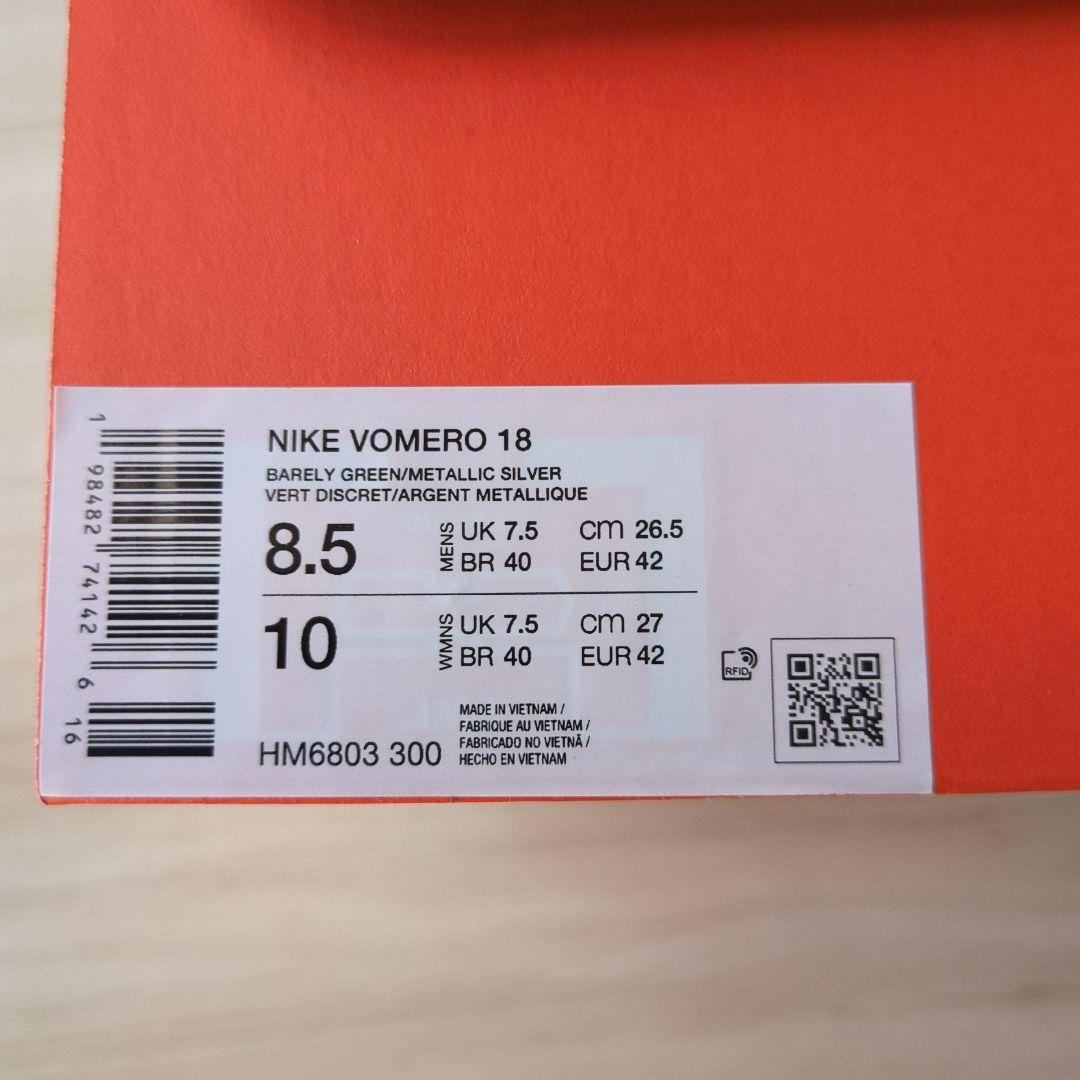 NIKE VOMERO 18
BARELY GREEN/METALLIC SILVER
VERT DISCRET/ARGENT METALLIQUE
8.5
MENS
UK 7.5 cm 26.5
BR 40 EUR 42
10
WMNS
UK 7.5 cm 27
BR 40 EUR 42
RFID
MADE IN VIETNAM /
FABRIQUE AU VIETNAM /
FABRICADO NO VIETNÃ /
HECHO EN VIETNAM
HM6803 300
1 98482 74142 6 16